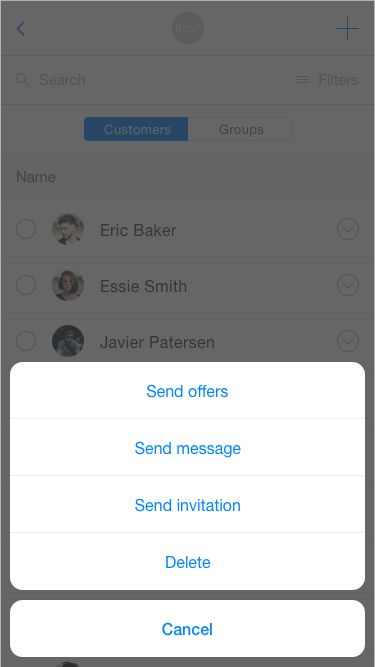 icon
Search
Filters
Customers
Groups
Name
Eric Baker
Essie Smith
Javier Patersen
Send offers
Send message
Send invitation
Delete
Cancel